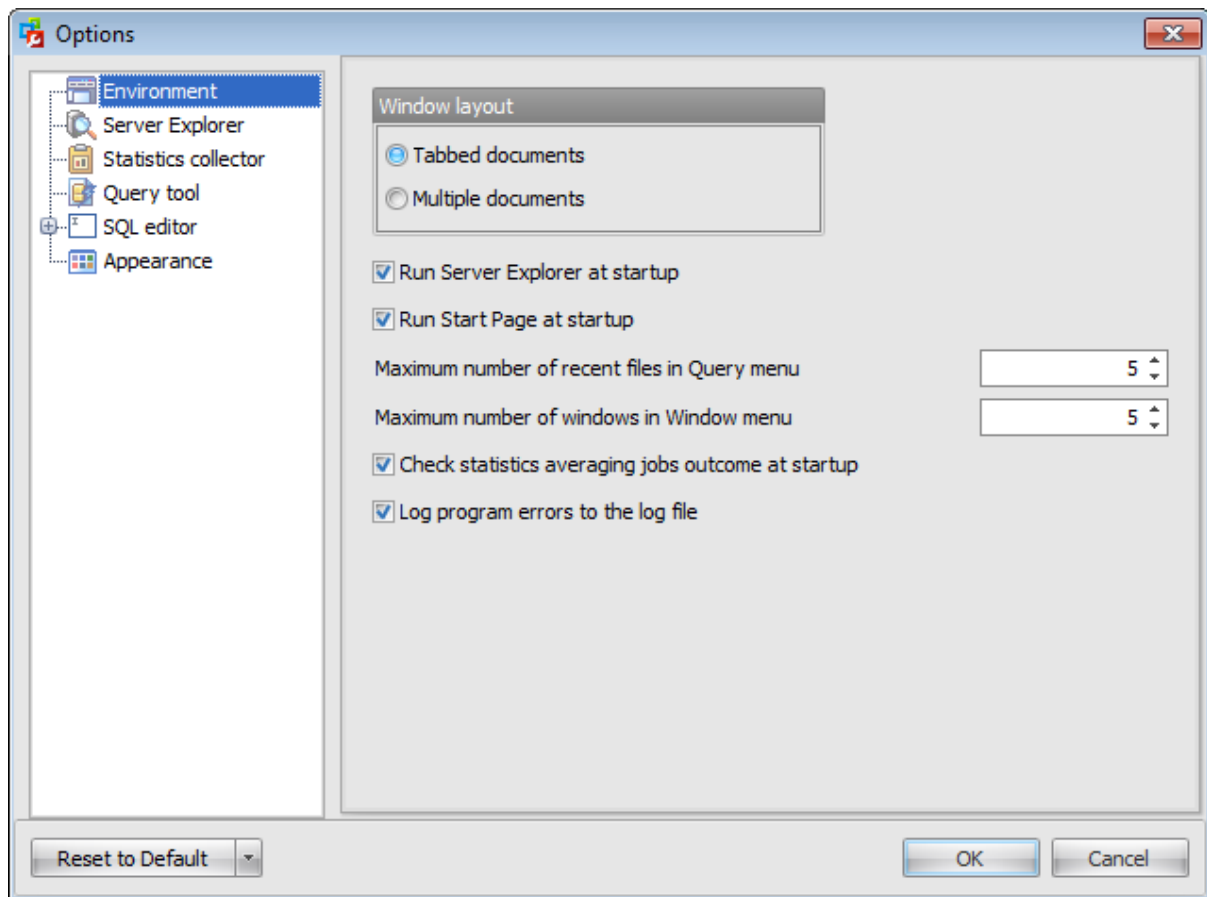 Options
Environment
Server Explorer
Statistics collector
Query tool
SQL editor
Appearance
Window layout
Tabbed documents
Multiple documents
Run Server Explorer at startup
Run Start Page at startup
Maximum number of recent files in Query menu 5
Maximum number of windows in Window menu 5
Check statistics averaging jobs outcome at startup
Log program errors to the log file
Reset to Default OK Cancel